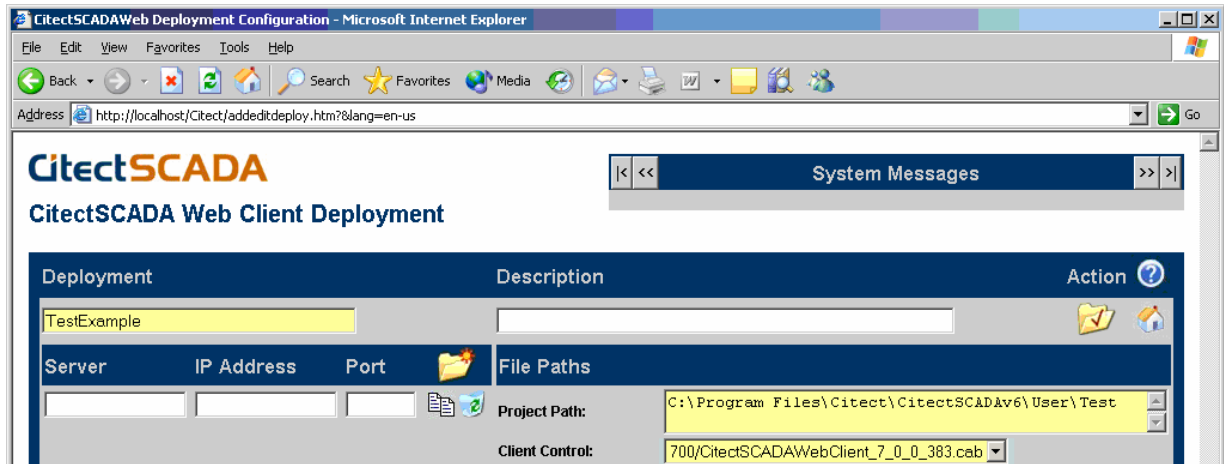 CitectSCADAWeb Deployment Configuration - Microsoft Internet Explorer
File Edit View Favorites Tools Help
Back Search Favorites Media W
Address http://localhost/Citect/addeditdeploy.htm?&lang=en-us Go
CitectSCADA
|< << System Messages >> >|
CitectSCADA Web Client Deployment
Deployment Description Action ?
TestExample
Server IP Address Port File Paths
Project Path: C:\Program Files\Citect\CitectSCADAv6\User\Test
Client Control: 700/CitectSCADAWebClient_7_0_0_383.cab